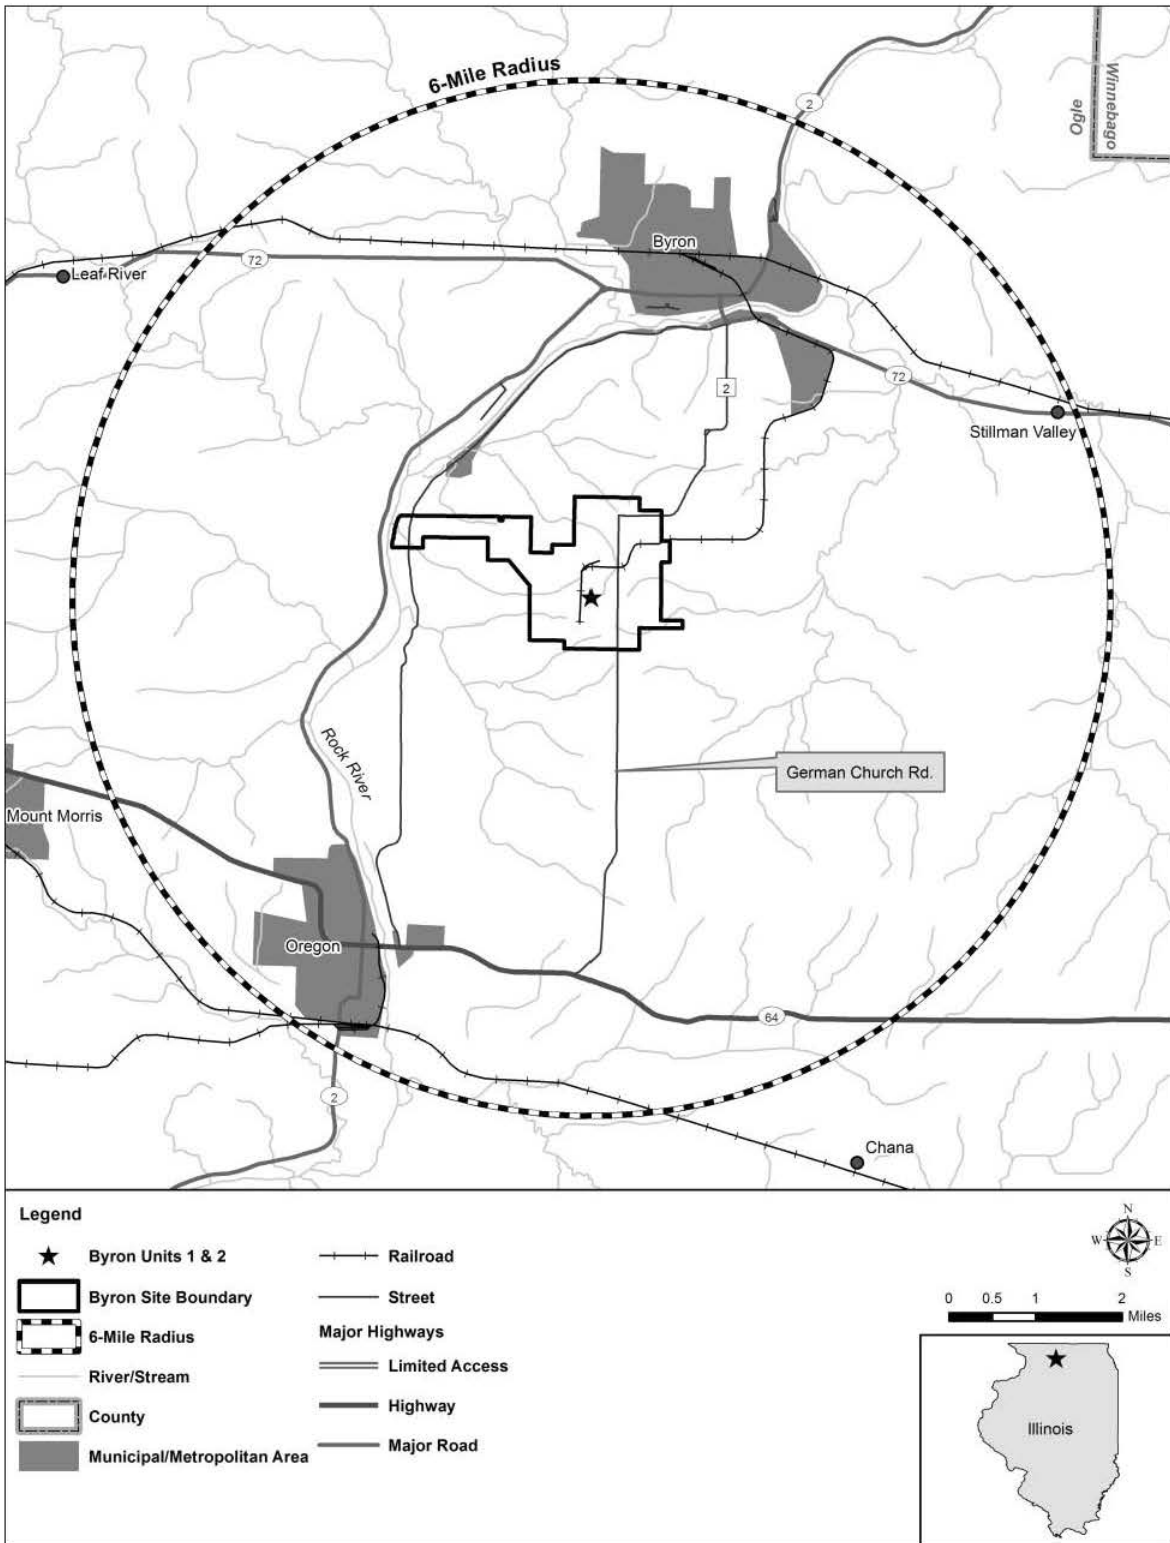 6-Mile Radius
2
Ogle
Winnebago
Byron
72
Leaf River
2
72
Stillman Valley
Rock River
German Church Rd.
Mount Morris
Oregon
64
2
Chana
Legend
Byron Units 1 & 2
Byron Site Boundary
6-Mile Radius
River/Stream
County
Municipal/Metropolitan Area
Railroad
Street
Major Highways
Limited Access
Highway
Major Road
N
W E
S
0 0.5 1 2
Miles
Illinois